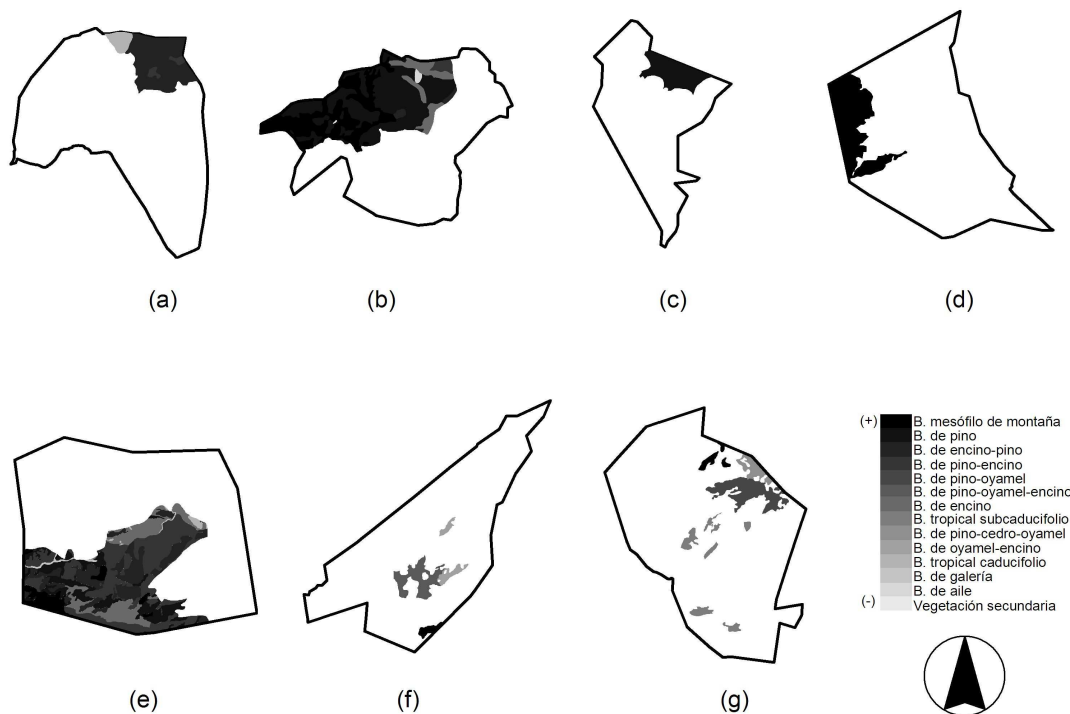 (a)
(b)
(c)
(d)
(e)
(f)
(g)
(+)
B. mesófilo de montaña
B. de pino
B. de encino-pino
B. de pino-encino
B. de pino-oyamel
B. de pino-oyamel-encino
B. de encino
B. tropical subcaducifolio
B. de pino-cedro-oyamel
B. de oyamel-encino
B. tropical caducifolio
B. de galería
B. de aile
(-)
Vegetación secundaria